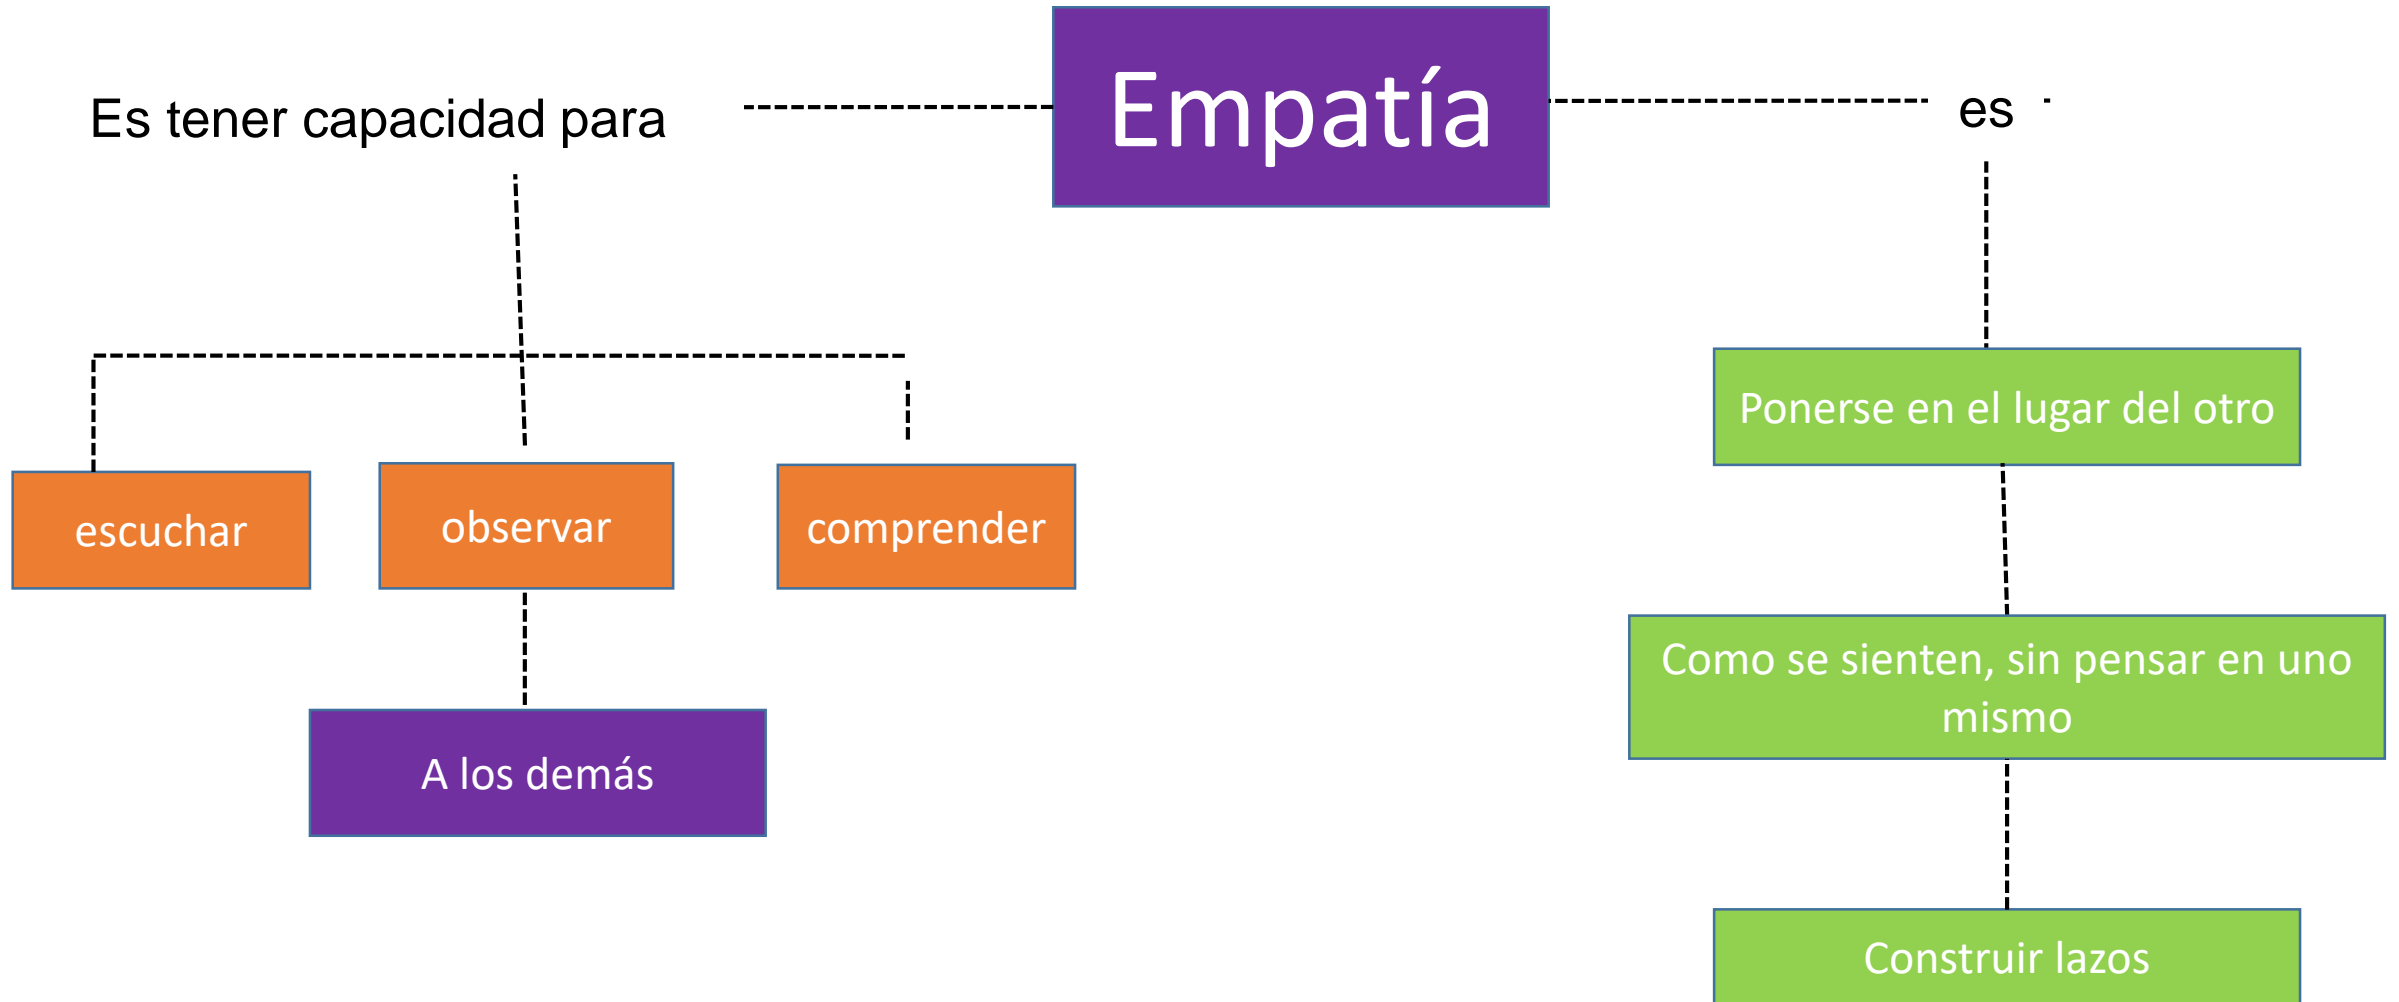 Empatía
Es tener capacidad para
es
escuchar
observar
comprender
A los demás
Ponerse en el lugar del otro
Como se sienten, sin pensar en uno
mismo
Construir lazos